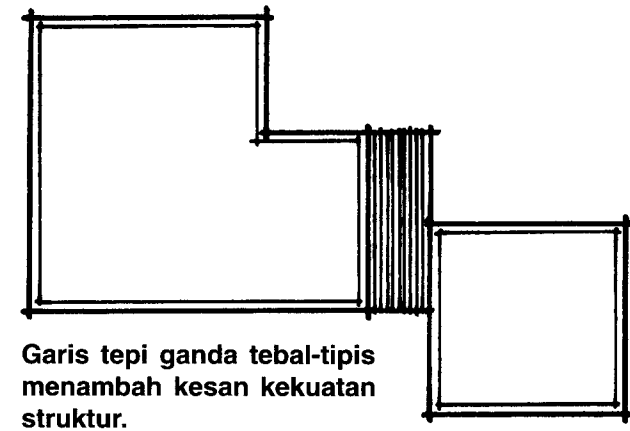 Garis tepi ganda tebal-tipis
menambah kesan kekuatan
struktur.